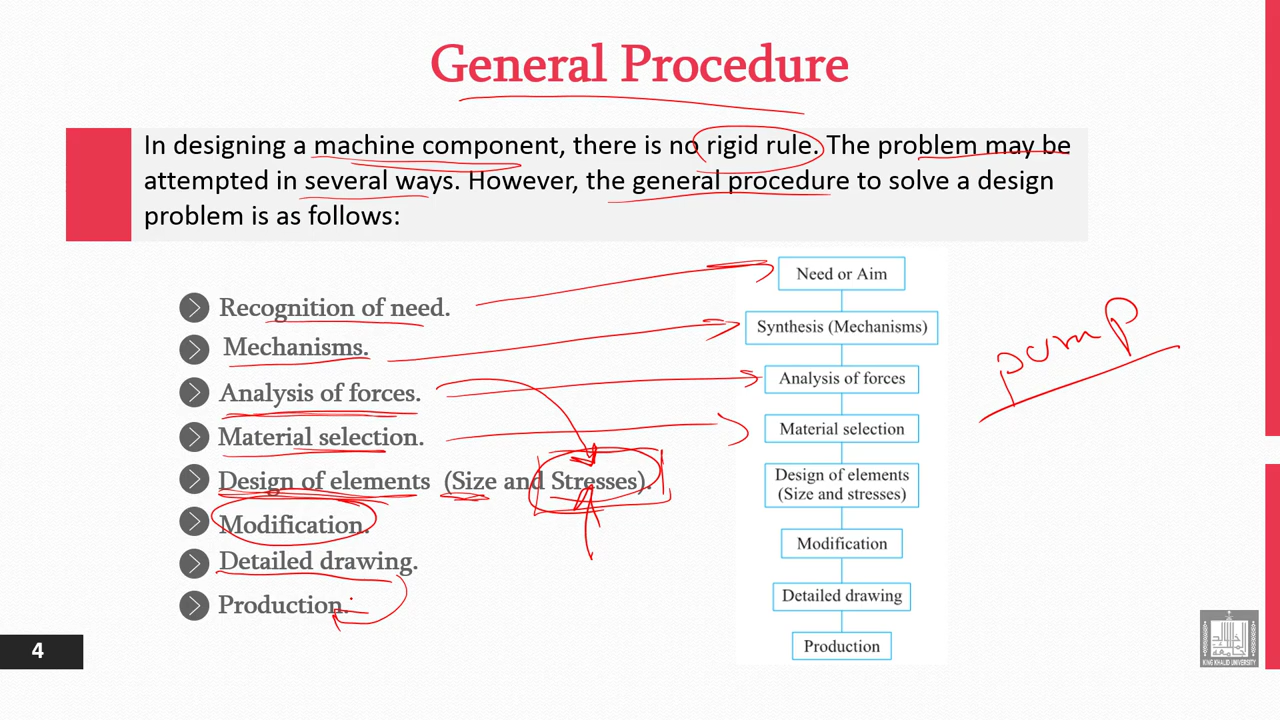 General Procedure
In designing a machine component, there is no rigid rule. The problem may be
attempted in several ways. However, the general procedure to solve a design
problem is as follows:
Recognition of need.
Mechanisms.
Analysis of forces.
Material selection.
Design of elements (Size and Stresses).
Modification.
Detailed drawing.
Production.
Need or Aim
Synthesis (Mechanisms)
Analysis of forces
Material selection
Design of elements
(Size and stresses)
Modification
Detailed drawing
Production
pump
4
KING KHALID UNIVERSITY